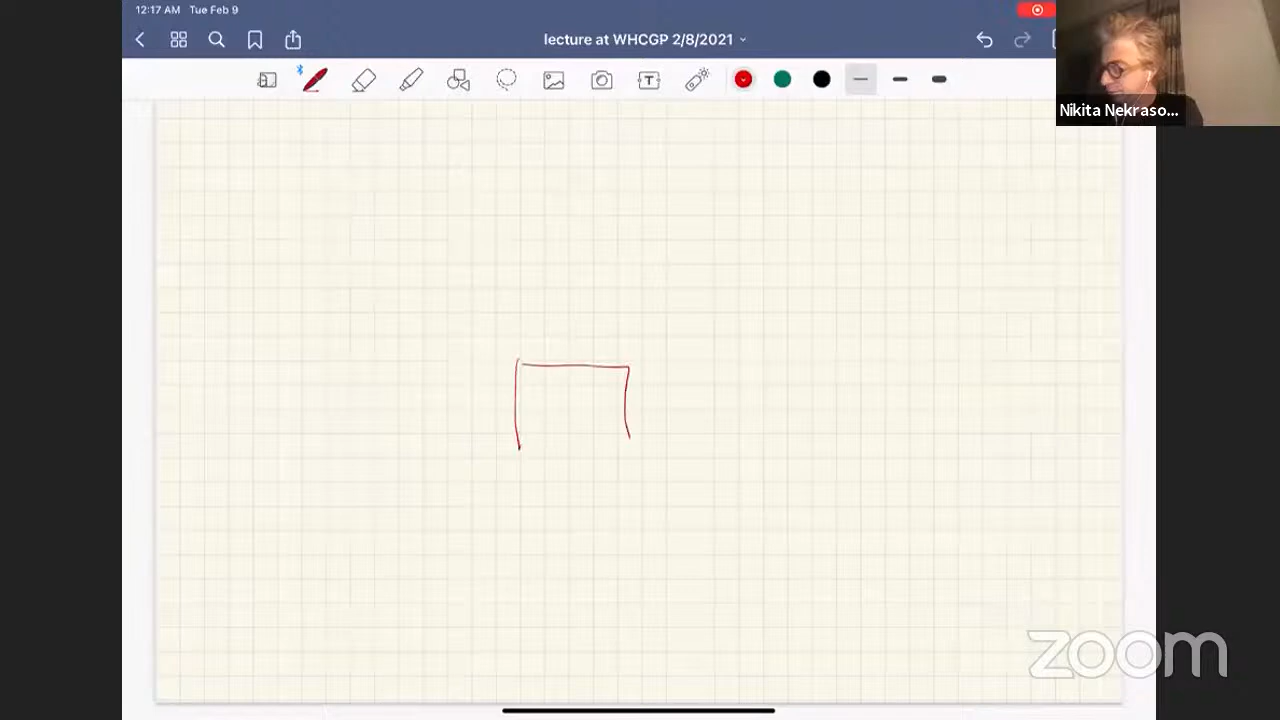 12:17 AM Tue Feb 9
lecture at WHCGP 2/8/2021
T
Nikita Nekraso...
zoom